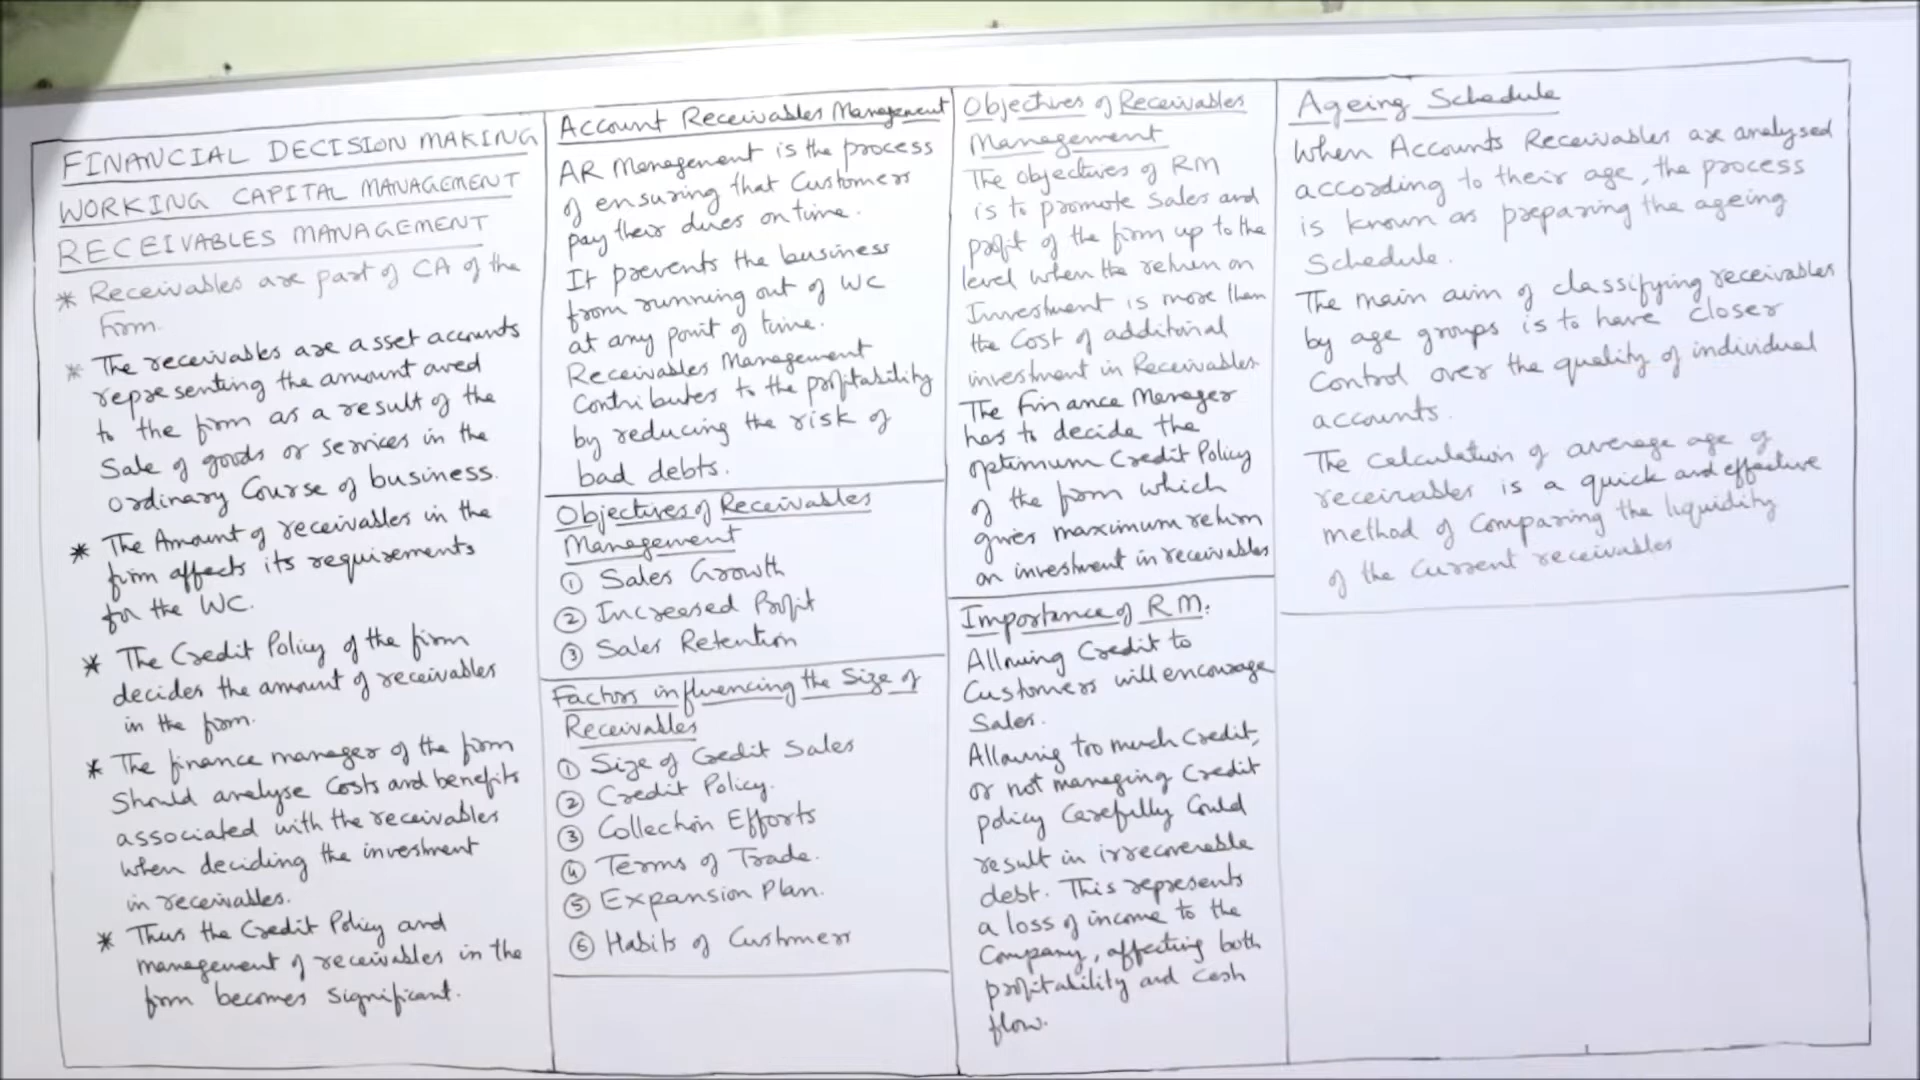 FINANCIAL DECISION MAKING
WORKING CAPITAL MANAGEMENT
RECEIVABLES MANAGEMENT
* Receivables are part of CA of the
firm.
* The receivables are asset accounts
representing the amount owed
to the firm as a result of the
Sale of goods or services in the
ordinary Course of business.
* The Amount of receivables in the
firm affects its requirements
for the WC.
* The Credit Policy of the firm
decides the amount of receivables
in the firm.
* The finance manager of the firm
Should analyse Costs and benefits
associated with the receivables
when deciding the investment
in receivables.
* Thus the Credit Policy and
management of receivables in the
firm becomes significant.
Account Receivables Management
AR Management is the process
of ensuring that Customers
pay their dues on time.
It prevents the business
from running out of WC
at any point of time.
Receivables Management
Contributes to the profitability
by reducing the risk of
bad debts.
Objectives of Receivables
Management
① Sales Growth
② Increased Profit
③ Sales Retention
Factors influencing the Size of
Receivables
① Size of Credit Sales
② Credit Policy.
③ Collection Efforts
④ Terms of Trade.
⑤ Expansion Plan.
⑥ Habits of Customers
Objectives of Receivables
Management
The objectives of RM
is to promote Sales and
profit of the firm up to the
level when the return on
Investment is more than
the Cost of additional
investment in Receivables.
The Finance Manager
has to decide the
optimum Credit Policy
of the firm which
gives maximum return
on investment in receivables
Importance of RM.
Allowing Credit to
Customers will encourage
Sales.
Allowing too much Credit,
or not managing Credit
policy Carefully Could
result in irrecoverable
debt. This represents
a loss of income to the
Company, affecting both
profitability and cash
flow.
Ageing Schedule
When Accounts Receivables are analysed
according to their age, the process
is known as preparing the ageing
Schedule.
The main aim of classifying receivables
by age groups is to have closer
Control over the quality of individual
accounts.
The Calculation of average age of
receivables is a quick and effective
method of Comparing the liquidity
of the Current receivables